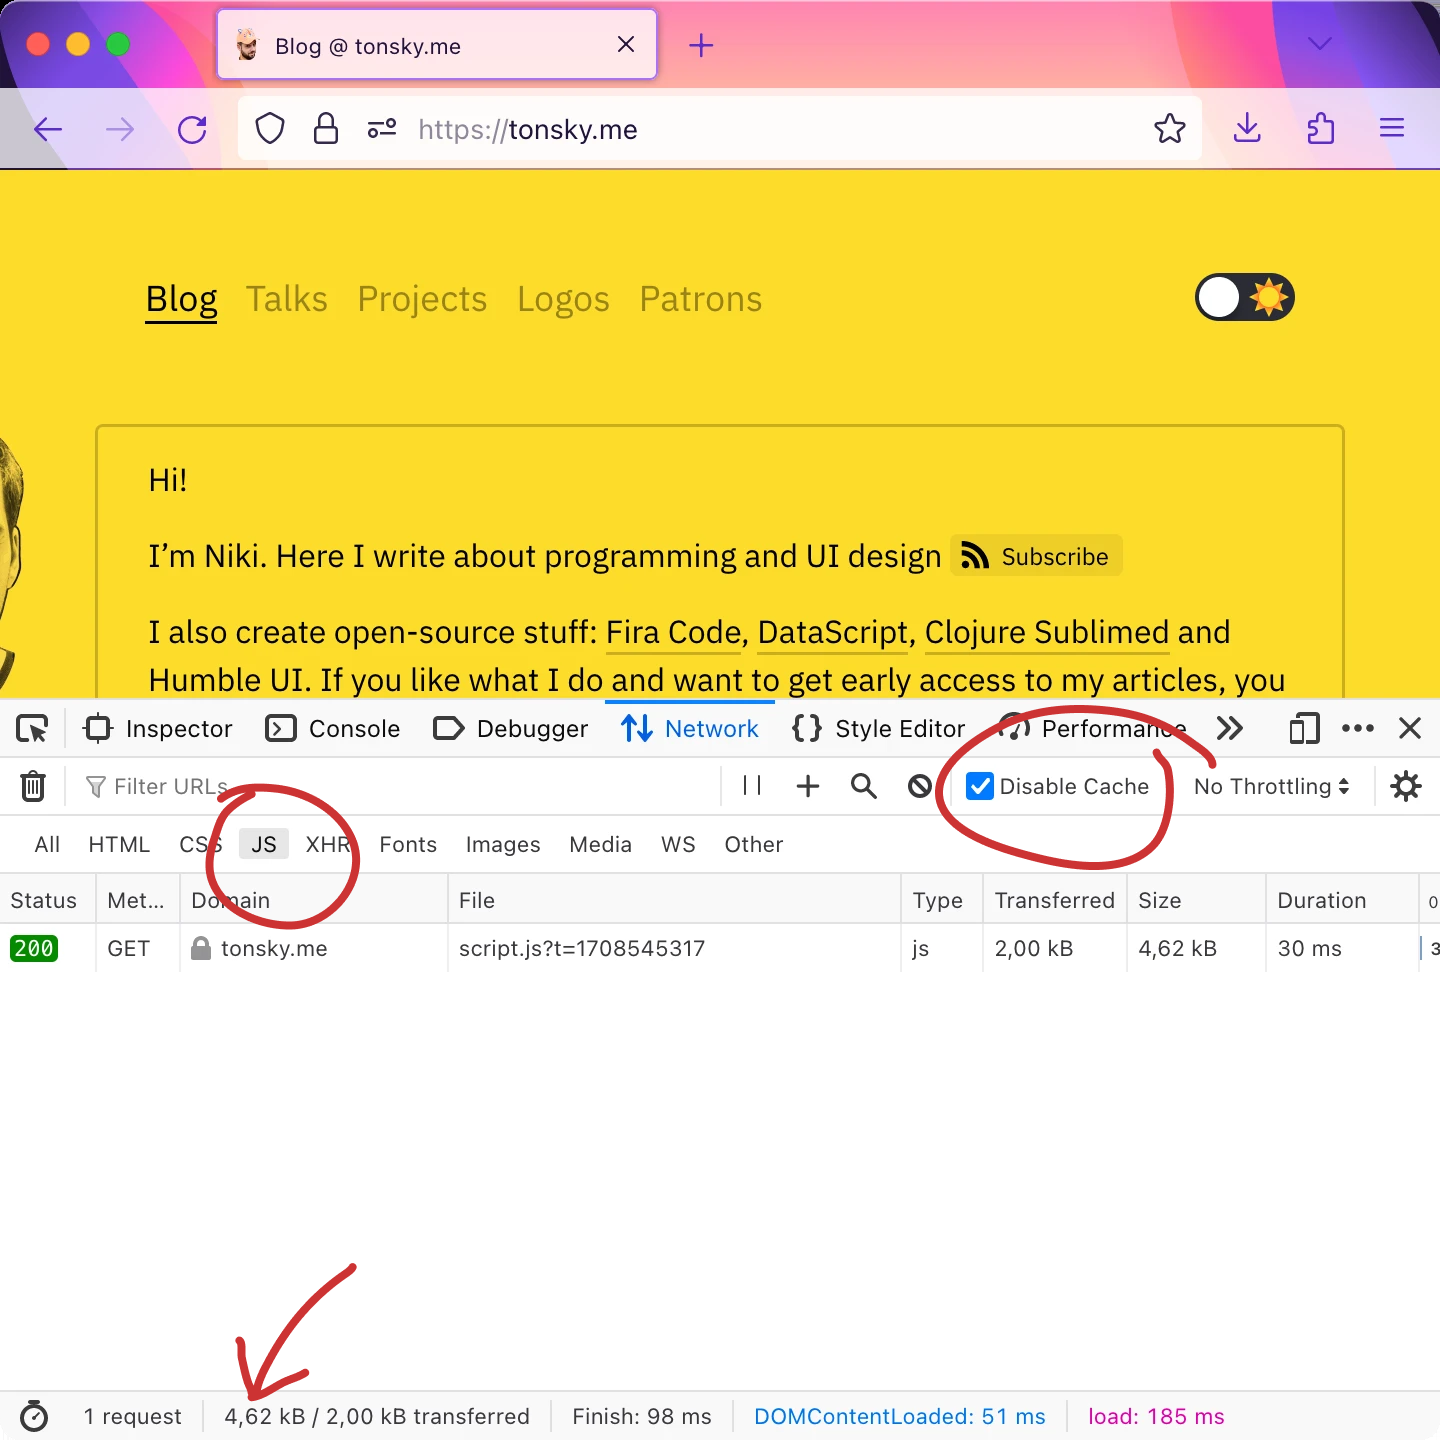 Blog @ tonsky.me
https://tonsky.me
Blog Talks Projects Logos Patrons
Hi!
I’m Niki. Here I write about programming and UI design Subscribe
I also create open-source stuff: Fira Code, DataScript, Clojure Sublimed and
Humble UI. If you like what I do and want to get early access to my articles, you
Inspector Console Debugger Network Style Editor Performance
Filter URLs Disable Cache No Throttling
All HTML CSS JS XHR Fonts Images Media WS Other
Status Met... Domain File Type Transferred Size Duration 0
200 GET tonsky.me script.js?t=1708545317 js 2,00 kB 4,62 kB 30 ms 3
1 request 4,62 kB / 2,00 kB transferred Finish: 98 ms DOMContentLoaded: 51 ms load: 185 ms